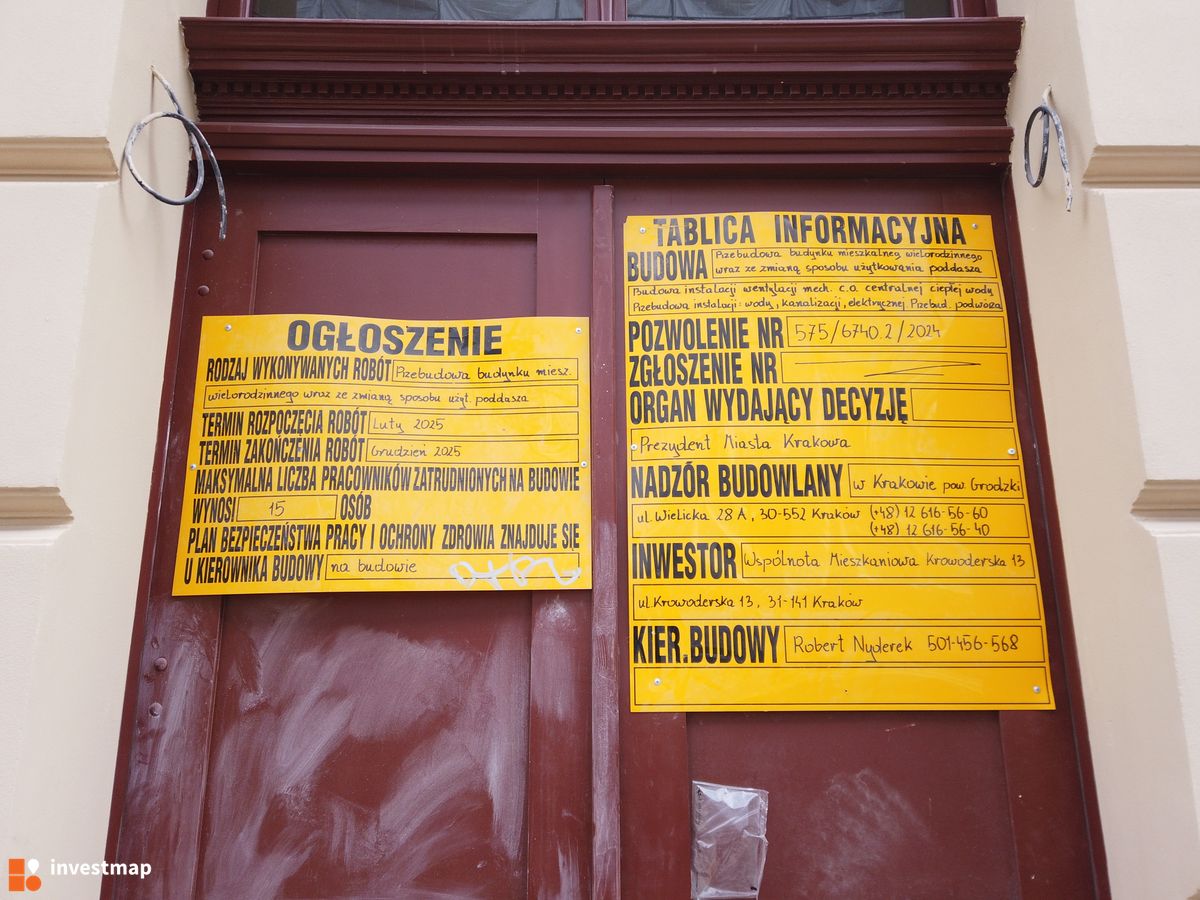 OGŁOSZENIE
RODZAJ WYKONYWANYCH ROBÓT Przebudowa budynku miesz.
wielorodzinnego wraz ze zmianą sposobu użyt. poddasza
TERMIN ROZPOCZĘCIA ROBÓT Luty 2025
TERMIN ZAKOŃCZENIA ROBÓT Grudzień 2025
MAKSYMALNA LICZBA PRACOWNIKÓW ZATRUDNIONYCH NA BUDOWIE
WYNOSI 15 OSÓB
PLAN BEZPIECZEŃSTWA PRACY I OCHRONY ZDROWIA ZNAJDUJE SIĘ
U KIEROWNIKA BUDOWY na budowie
TABLICA INFORMACYJNA
BUDOWA Przebudowa budynku mieszkalneg wielorodzinnego
wraz ze zmianą sposobu użytkowania poddasza
Budowa instalacji wentylacji mech. c.o. centralnej ciepłej wody
Przebudowa instalacji: wody, kanalizacji, elektrycznej. Przebud. podwórza
POZWOLENIE NR 575/6740.2/2024
ZGŁOSZENIE NR
ORGAN WYDAJĄCY DECYZJĘ
Prezydent Miasta Krakowa
NADZÓR BUDOWLANY w Krakowie pow. Grodzki
ul. Wielicka 28 A, 30-552 Kraków (+48) 12 616-56-60
(+48) 12 616-56-40
INWESTOR Wspólnota Mieszkaniowa Krowoderska 13
ul. Krowoderska 13, 31-141 Kraków
KIER. BUDOWY Robert Nyderek 501-456-568
investmap